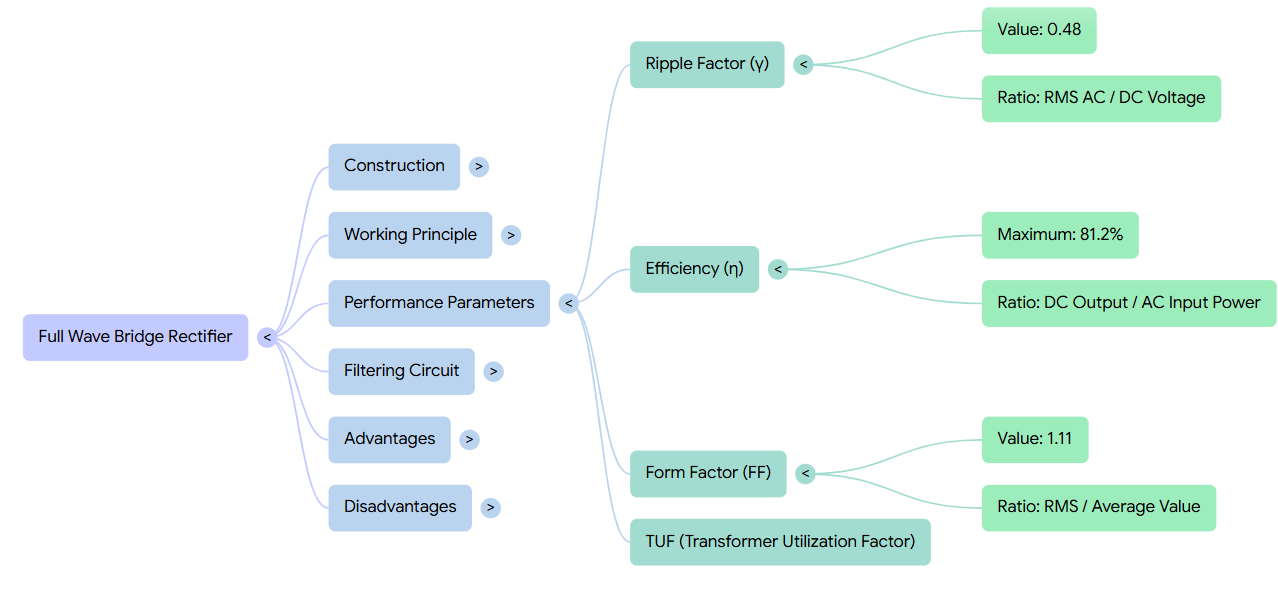 Full Wave Bridge Rectifier
<
Construction
>
Working Principle
>
Performance Parameters
<
Filtering Circuit
>
Advantages
>
Disadvantages
>
Ripple Factor (γ)
<
Value: 0.48
Ratio: RMS AC / DC Voltage
Efficiency (η)
<
Maximum: 81.2%
Ratio: DC Output / AC Input Power
Form Factor (FF)
<
Value: 1.11
Ratio: RMS / Average Value
TUF (Transformer Utilization Factor)